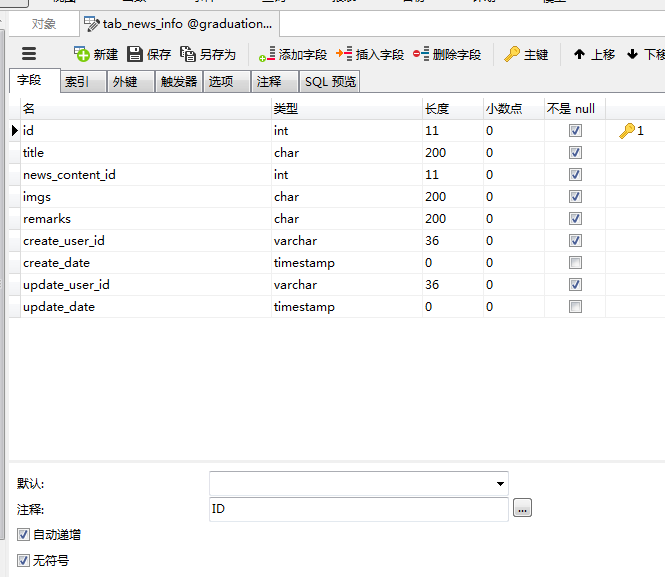 对象 tab_news_info @graduation...
新建 保存 另存为 添加字段 插入字段 删除字段 主键 上移 下移
字段 索引 外键 触发器 选项 注释 SQL 预览
名 类型 长度 小数点 不是 null
id int 11 0 1
title char 200 0
news_content_id int 11 0
imgs char 200 0
remarks char 200 0
create_user_id varchar 36 0
create_date timestamp 0 0
update_user_id varchar 36 0
update_date timestamp 0 0
默认:
注释: ID ...
自动递增
无符号